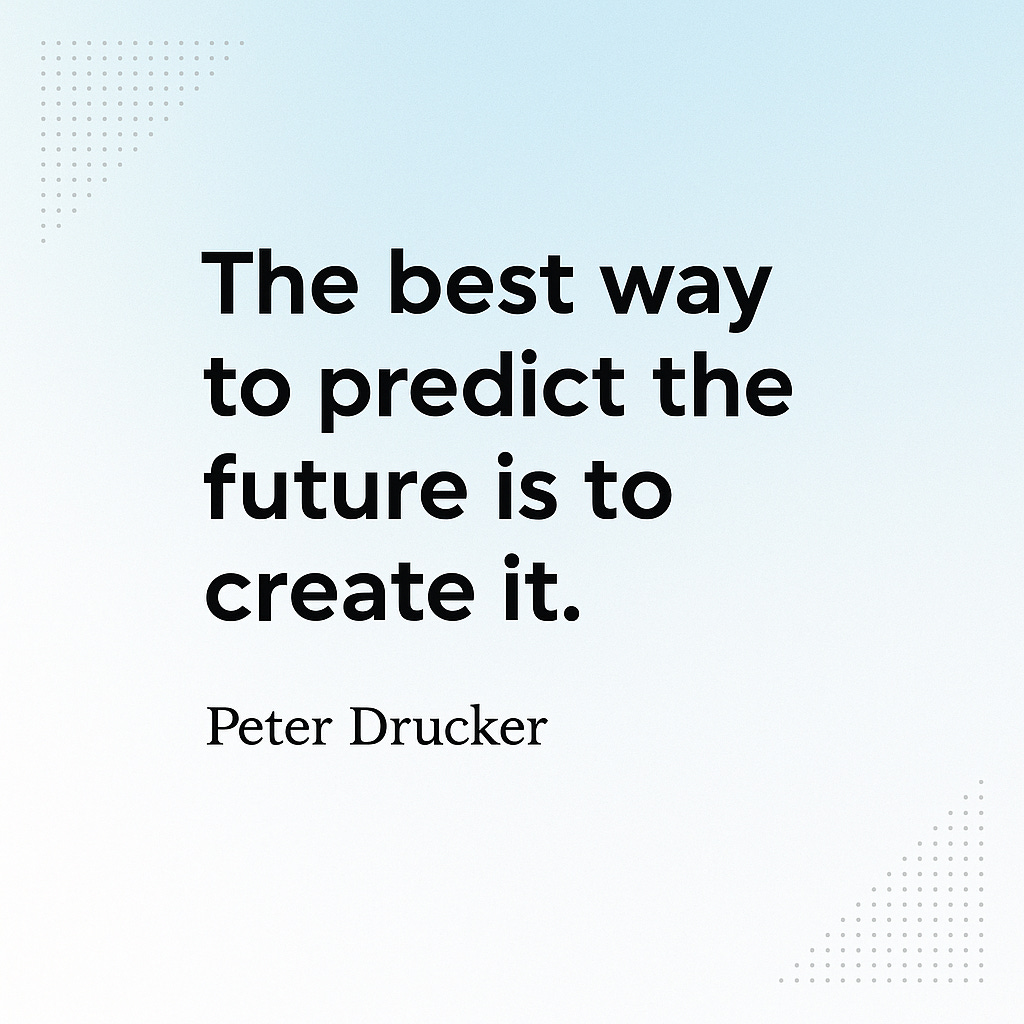 The best way
to predict the
future is to
create it.
Peter Drucker